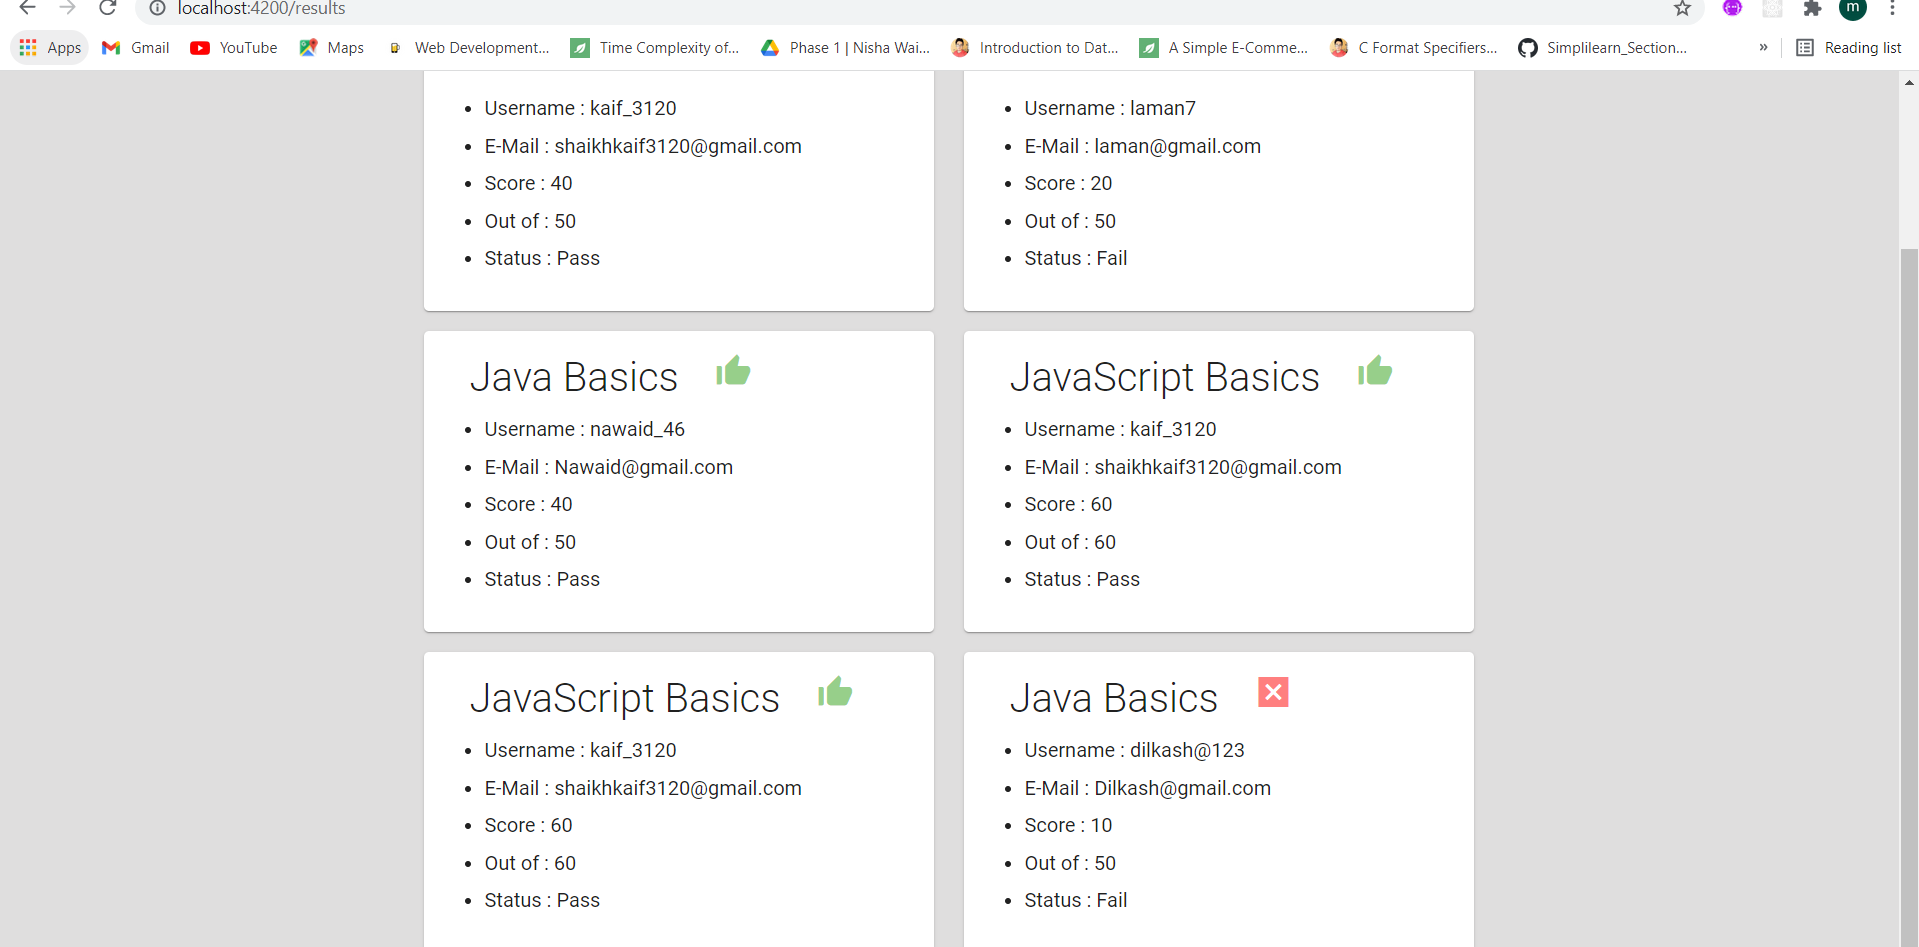 localhost:4200/results
m
Apps Gmail YouTube Maps Web Development... Time Complexity of... Phase 1 | Nisha Wai... Introduction to Dat... A Simple E-Comme... C Format Specifiers... Simplilearn_Section... » Reading list
• Username : kaif_3120
• E-Mail : shaikhkaif3120@gmail.com
• Score : 40
• Out of : 50
• Status : Pass
• Username : laman7
• E-Mail : laman@gmail.com
• Score : 20
• Out of : 50
• Status : Fail
Java Basics
• Username : nawaid_46
• E-Mail : Nawaid@gmail.com
• Score : 40
• Out of : 50
• Status : Pass
JavaScript Basics
• Username : kaif_3120
• E-Mail : shaikhkaif3120@gmail.com
• Score : 60
• Out of : 60
• Status : Pass
JavaScript Basics
• Username : kaif_3120
• E-Mail : shaikhkaif3120@gmail.com
• Score : 60
• Out of : 60
• Status : Pass
Java Basics
• Username : dilkash@123
• E-Mail : Dilkash@gmail.com
• Score : 10
• Out of : 50
• Status : Fail